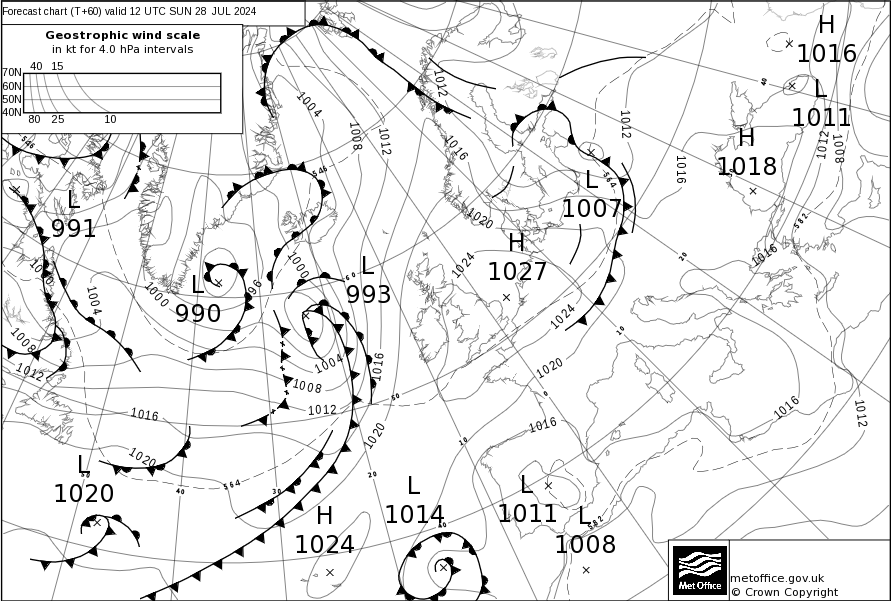 Forecast chart (T+60) valid 12 UTC SUN 28 JUL 2024
Geostrophic wind scale
in kt for 4.0 hPa intervals
40 15
70N
60N
50N
40N
80 25 10
H
1016
L
1011
H
1018
L
991
L
1007
H
1027
L
990
L
993
L
1020
H
1024
L
1014
L
1011
L
1008
1004
1008
1012
1012
1016
1020
1024
1012
1016
1012
1008
1016
546
546
564
582
1000
1004
1000
1008
1012
1016
1020
1004
1008
1012
1016
1020
1024
1020
1016
1016
1012
564
582
60
50
40
30
20
10
0
10
20
40
40
Met Office
metoffice.gov.uk
© Crown Copyright